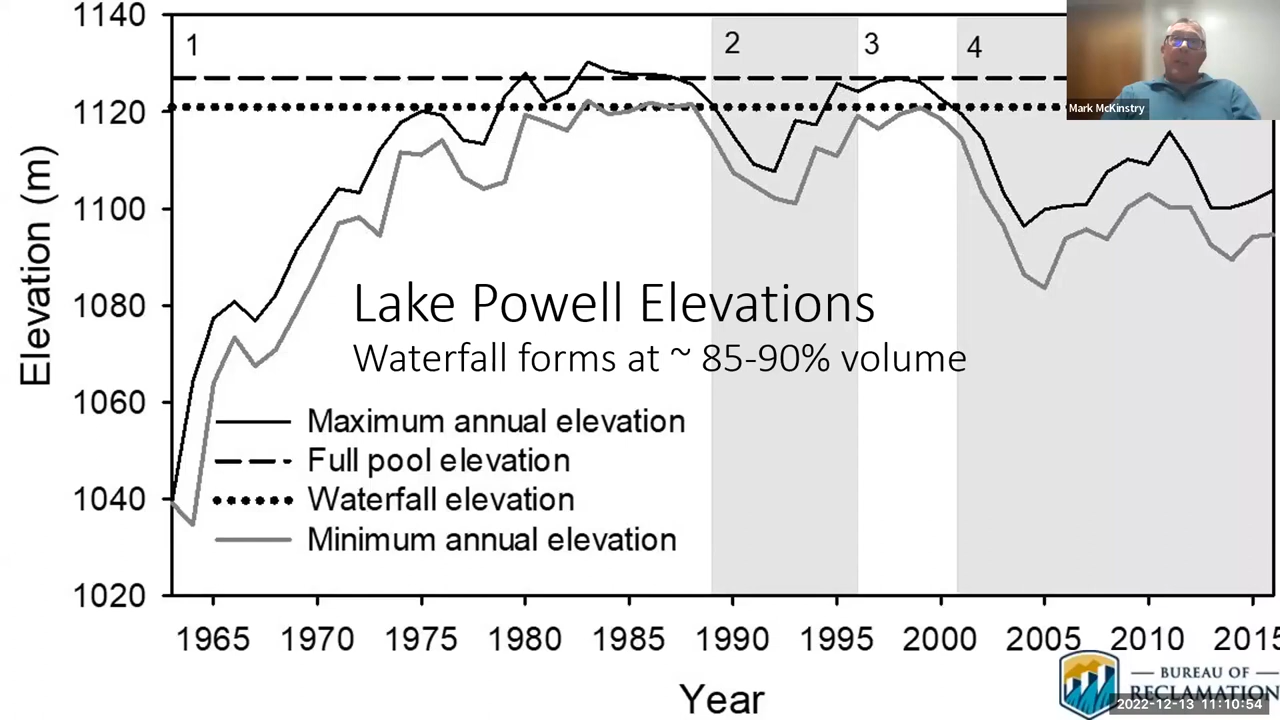 1140
1120
1100
1080
1060
1040
1020
Elevation (m)
1
2
3
4
Mark McKinstry
Lake Powell Elevations
Waterfall forms at ~ 85-90% volume
Maximum annual elevation
Full pool elevation
Waterfall elevation
Minimum annual elevation
1965 1970 1975 1980 1985 1990 1995 2000 2005 2010 2015
Year
BUREAU OF
RECLAMATION
2022-12-13 11:10:54